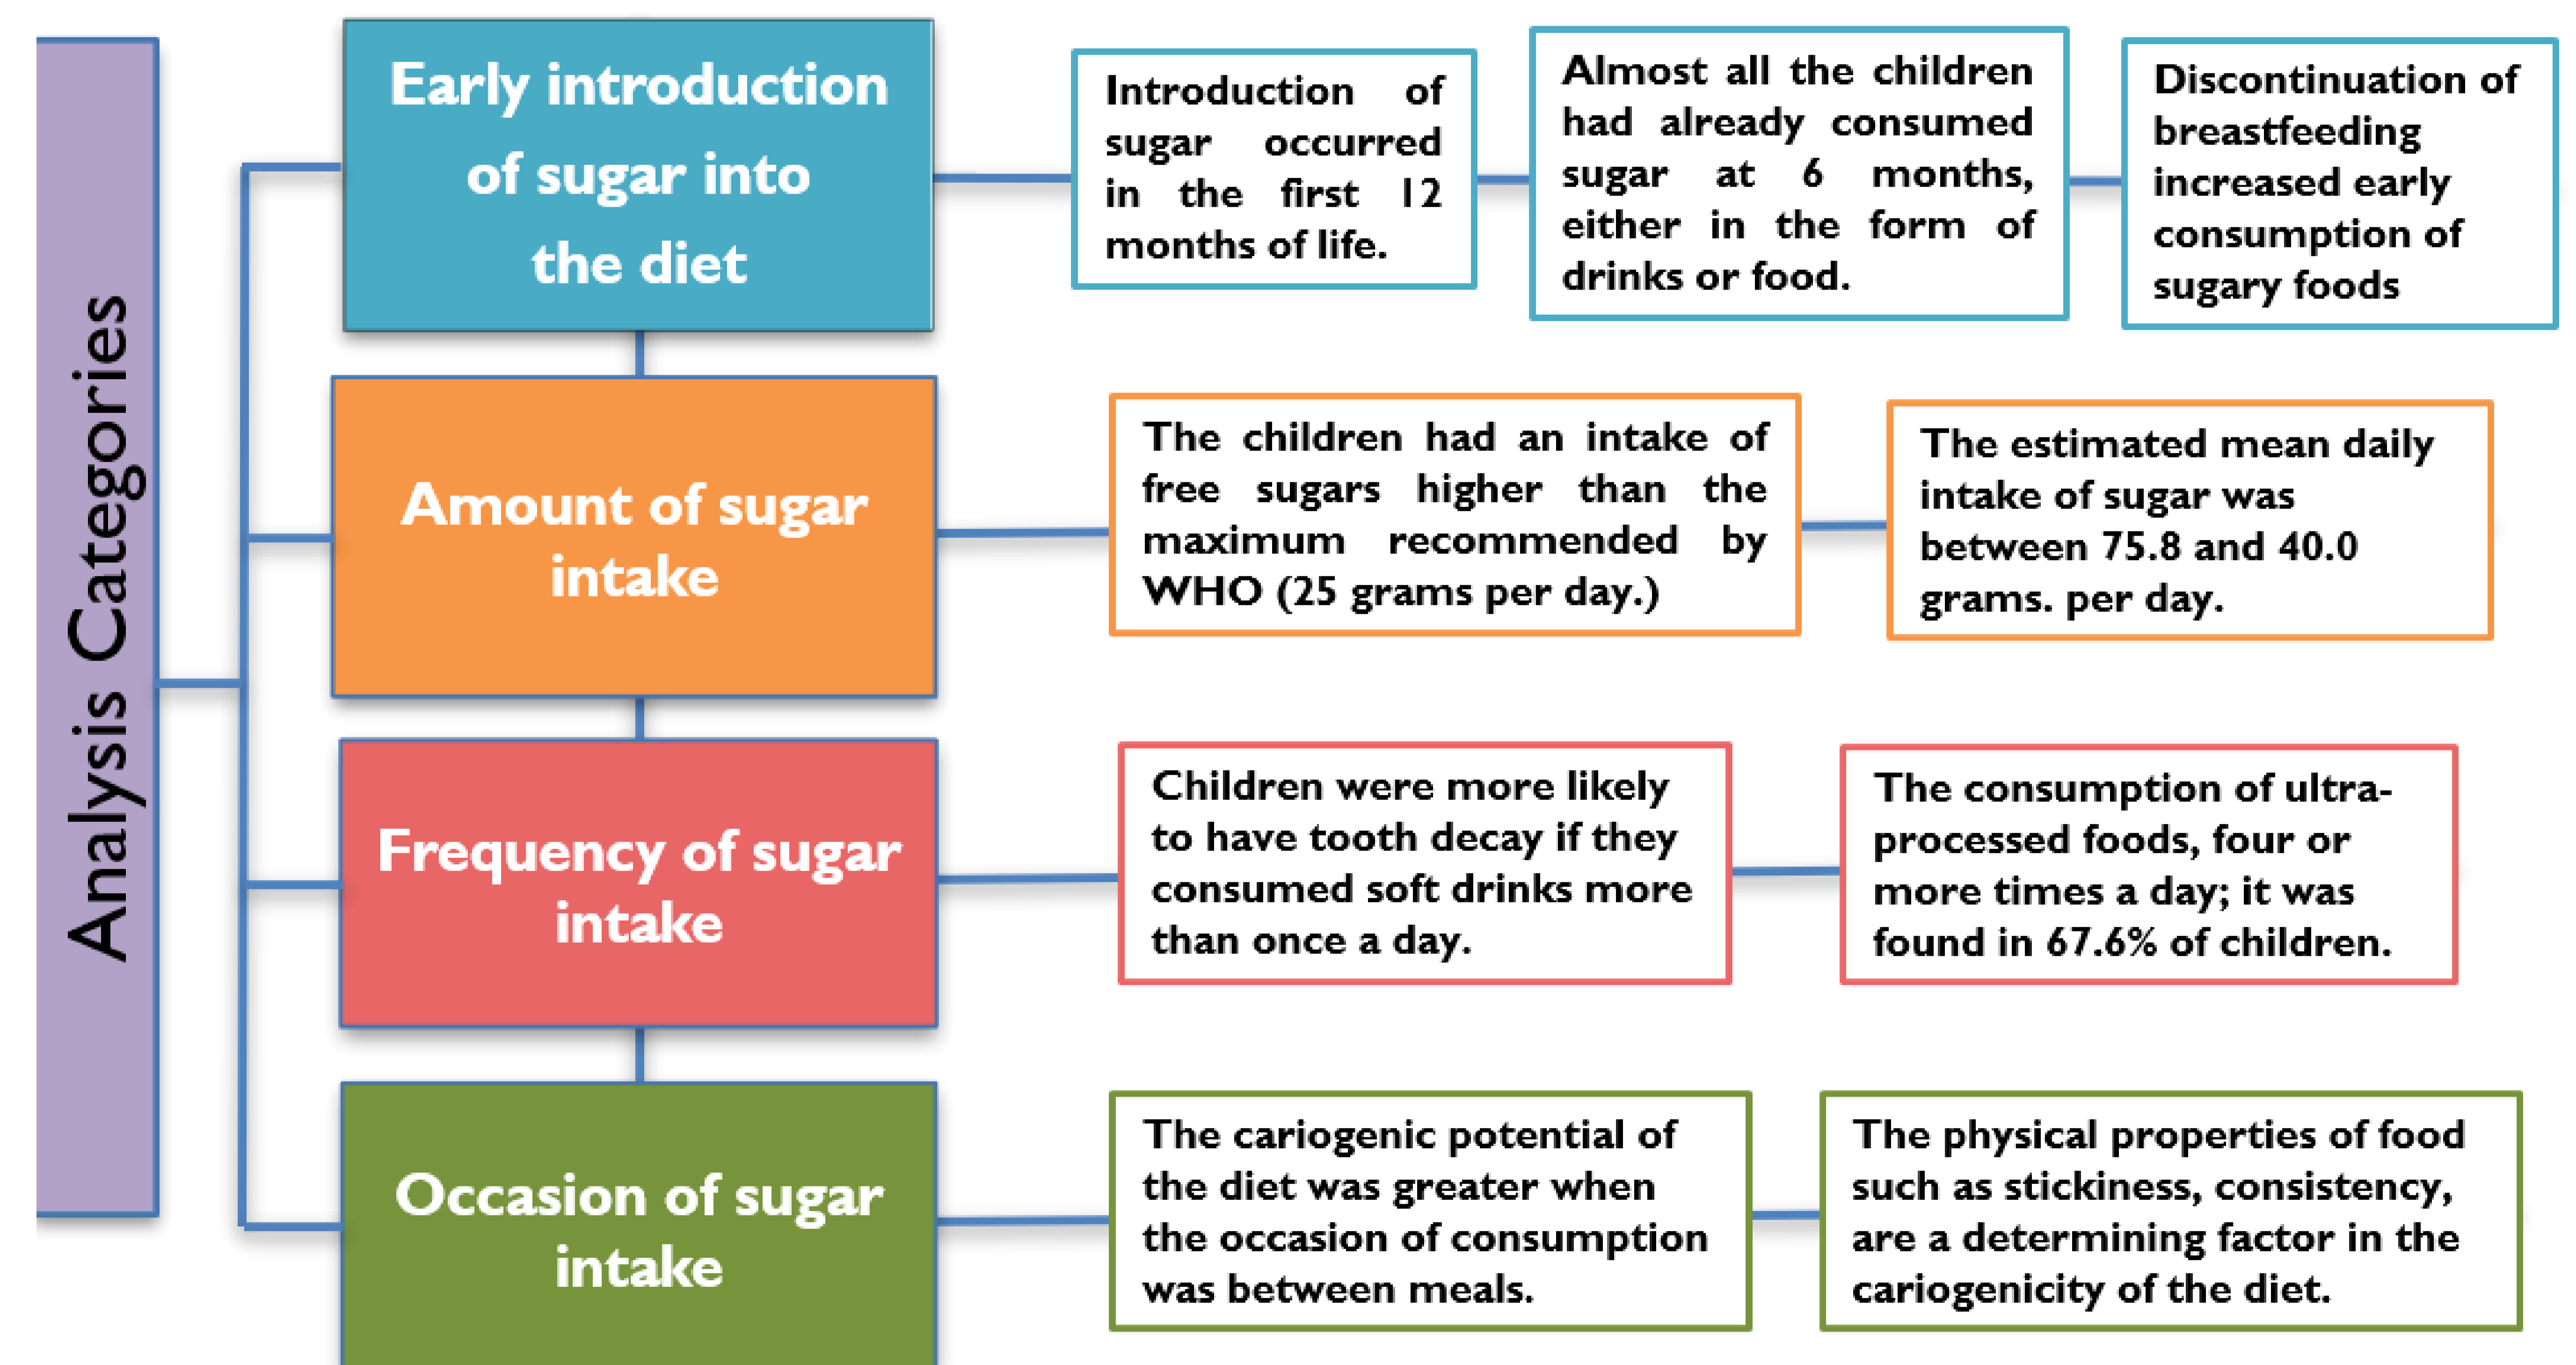 Analysis Categories
Early introduction
of sugar into
the diet
Introduction of
sugar occurred
in the first 12
months of life.
Almost all the children
had already consumed
sugar at 6 months,
either in the form of
drinks or food.
Discontinuation of
breastfeeding
increased early
consumption of
sugary foods
Amount of sugar
intake
The children had an intake of
free sugars higher than the
maximum recommended by
WHO (25 grams per day.)
The estimated mean daily
intake of sugar was
between 75.8 and 40.0
grams. per day.
Frequency of sugar
intake
Children were more likely
to have tooth decay if they
consumed soft drinks more
than once a day.
The consumption of ultra-
processed foods, four or
more times a day; it was
found in 67.6% of children.
Occasion of sugar
intake
The cariogenic potential of
the diet was greater when
the occasion of consumption
was between meals.
The physical properties of food
such as stickiness, consistency,
are a determining factor in the
cariogenicity of the diet.